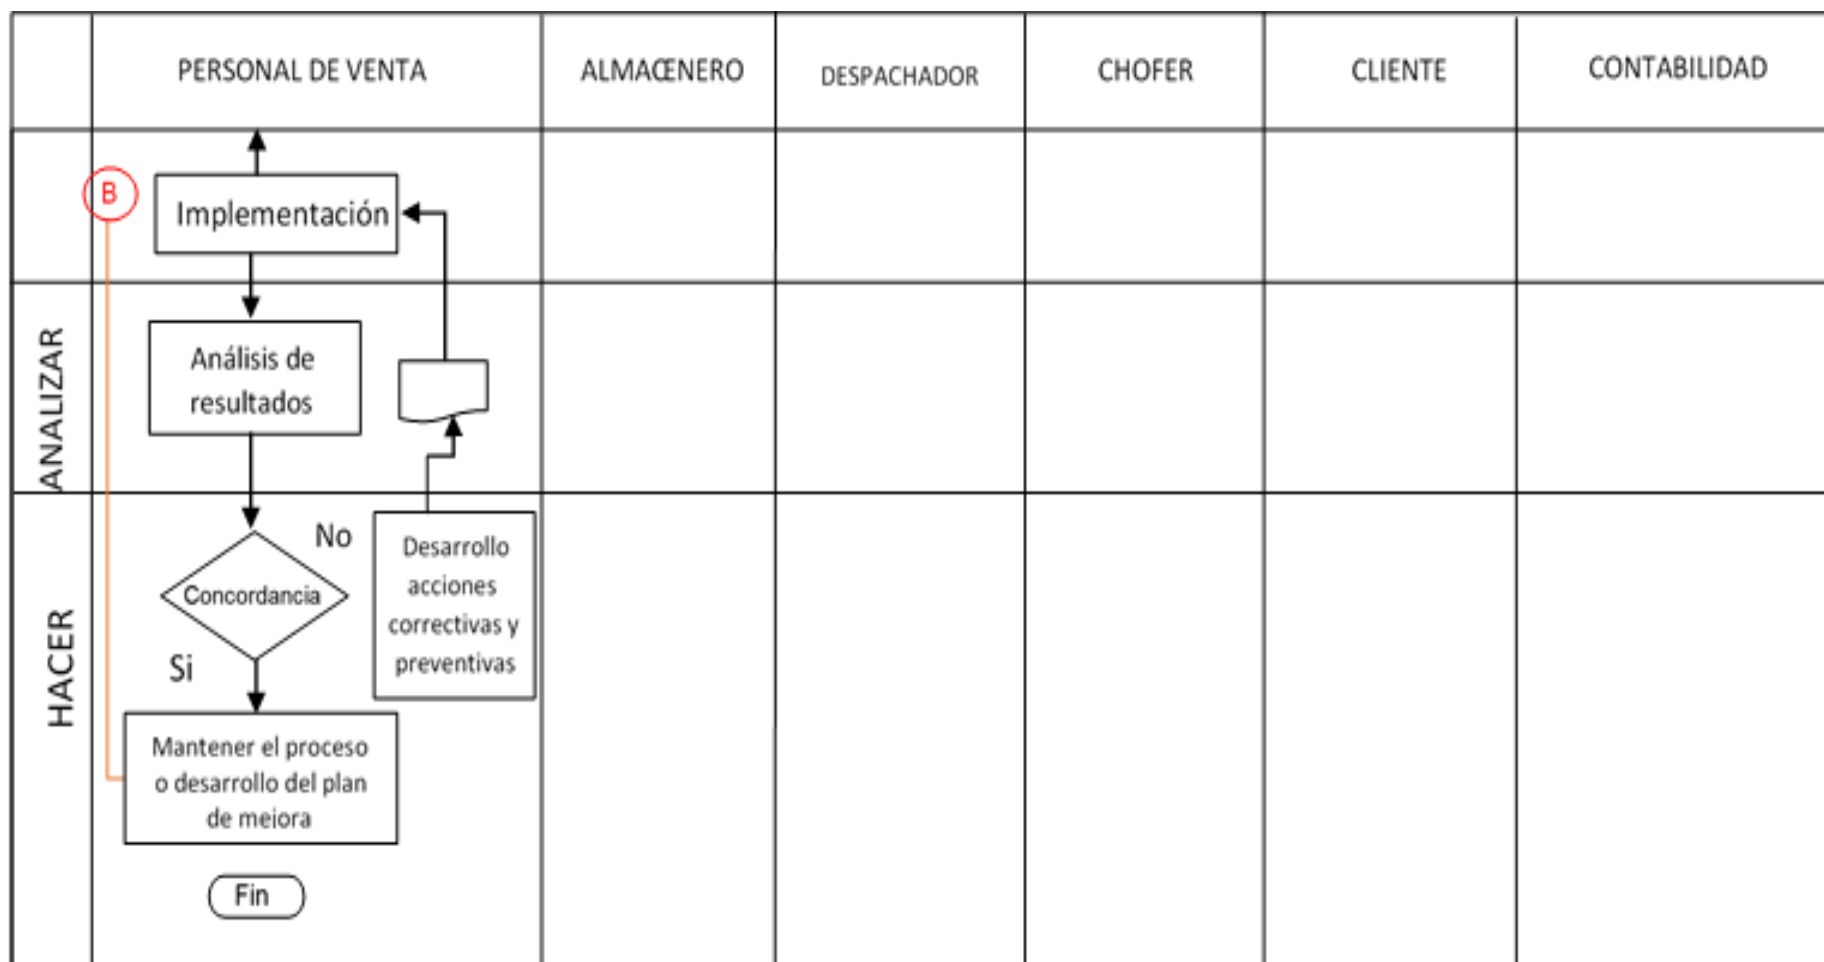 PERSONAL DE VENTA
ALMACENERO
DESPACHADOR
CHOFER
CLIENTE
CONTABILIDAD
B
Implementación
ANALIZAR
Análisis de
resultados
HACER
No
Concordancia
Si
Desarrollo
acciones
correctivas y
preventivas
Mantener el proceso
o desarrollo del plan
de meiora
Fin